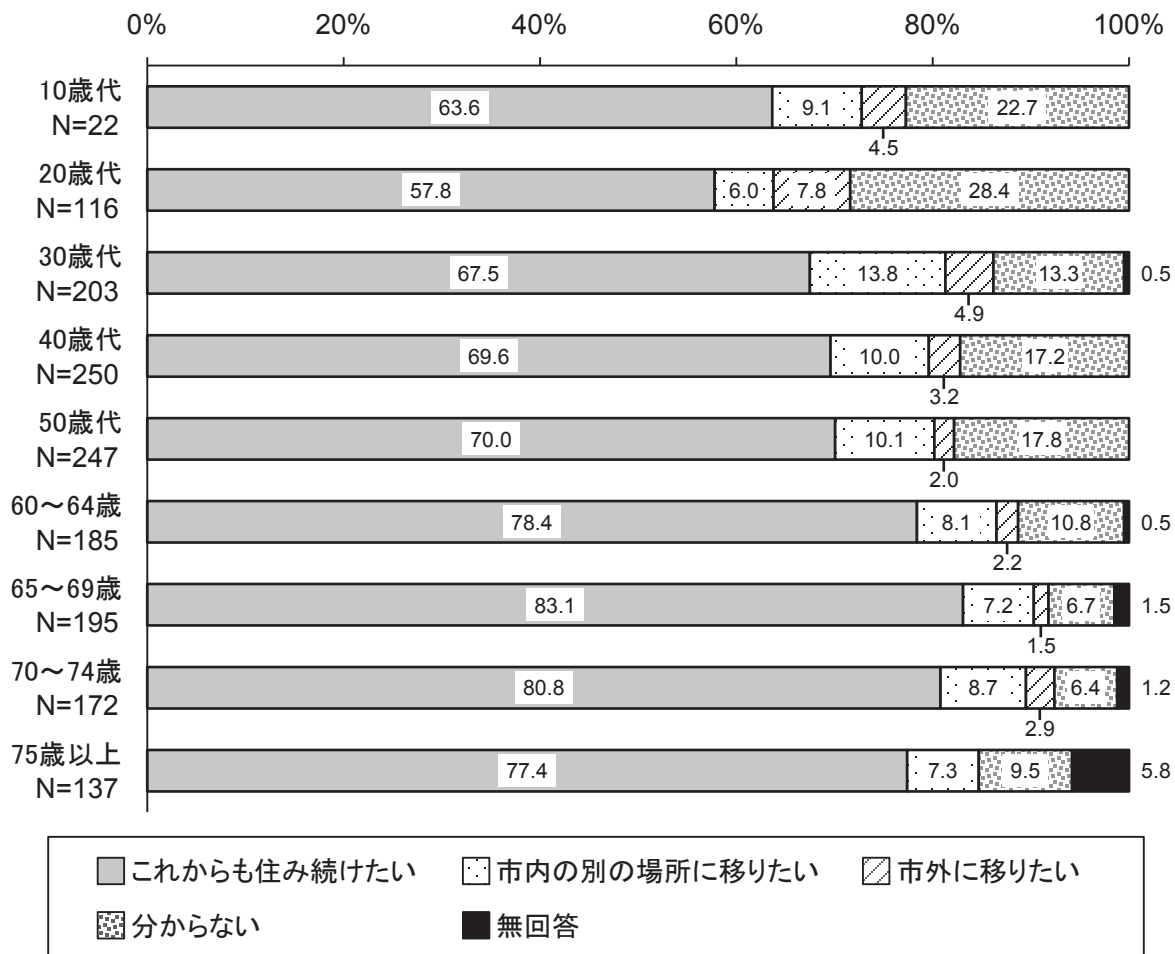 0% 20% 40% 60% 80% 100%
10歳代
N=22
63.6 9.1 22.7
4.5
20歳代
N=116
57.8 6.0 7.8 28.4
30歳代
N=203
67.5 13.8 13.3 0.5
4.9
40歳代
N=250
69.6 10.0 17.2
3.2
50歳代
N=247
70.0 10.1 17.8
2.0
60～64歳
N=185
78.4 8.1 10.8 0.5
2.2
65～69歳
N=195
83.1 7.2 6.7 1.5
1.5
70～74歳
N=172
80.8 8.7 6.4 1.2
2.9
75歳以上
N=137
77.4 7.3 9.5 5.8
これからも住み続けたい 市内の別の場所に移りたい 市外に移りたい
分からない 無回答